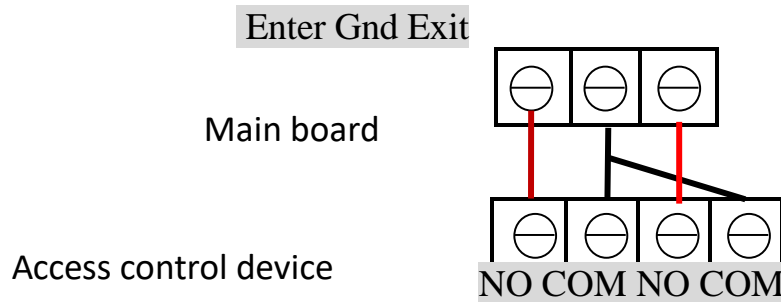 Enter Gnd Exit
Main board
Access control device
NO COM NO COM